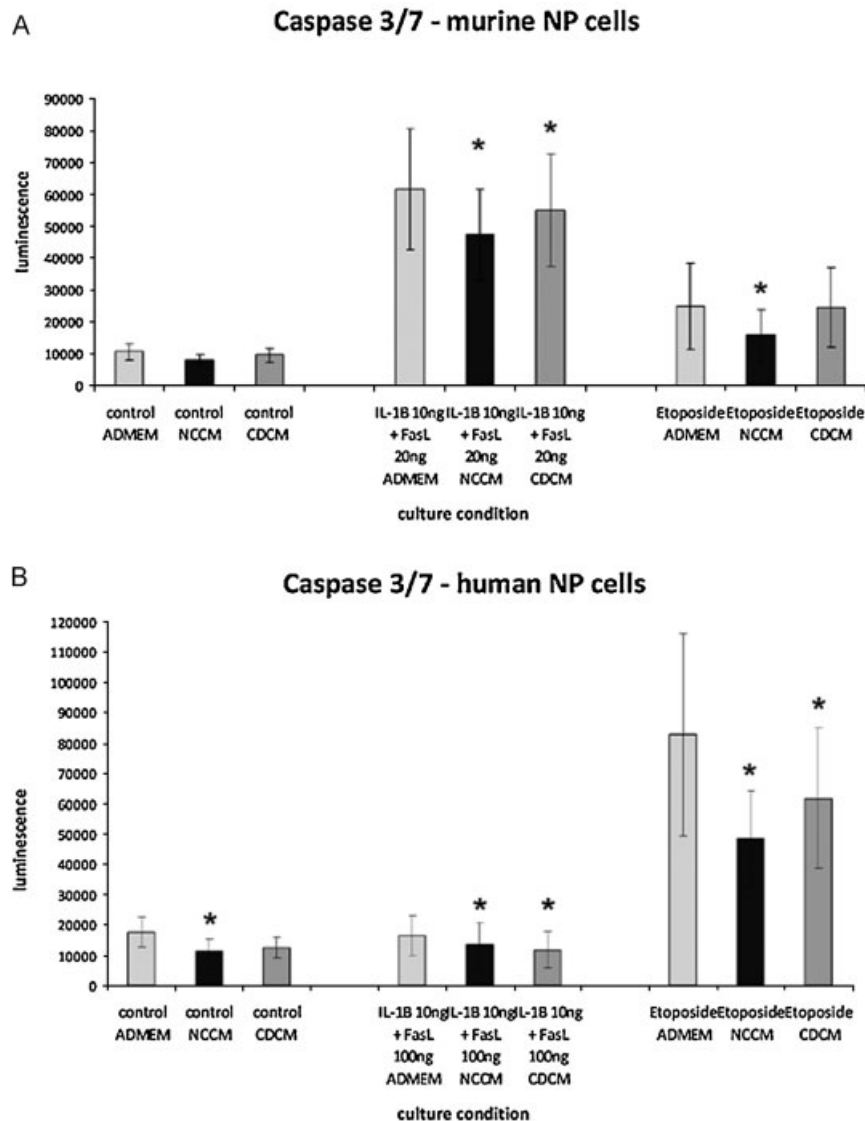 A
Caspase 3/7 - murine NP cells
90000
80000
70000
60000
50000
40000
30000
20000
10000
0
luminescence
*
*
*
control ADMEM
control NCCM
control CDCM
IL-1B 10ng + FasL 20ng ADMEM
IL-1B 10ng + FasL 20ng NCCM
IL-1B 10ng + FasL 20ng CDCM
Etoposide ADMEM
Etoposide NCCM
Etoposide CDCM
culture condition
B
Caspase 3/7 - human NP cells
120000
110000
100000
90000
80000
70000
60000
50000
40000
30000
20000
10000
0
luminescence
*
*
*
*
*
control ADMEM
control NCCM
control CDCM
IL-1B 10ng + FasL 100ng ADMEM
IL-1B 10ng + FasL 100ng NCCM
IL-1B 10ng + FasL 100ng CDCM
Etoposide ADMEM
Etoposide NCCM
Etoposide CDCM
culture condition